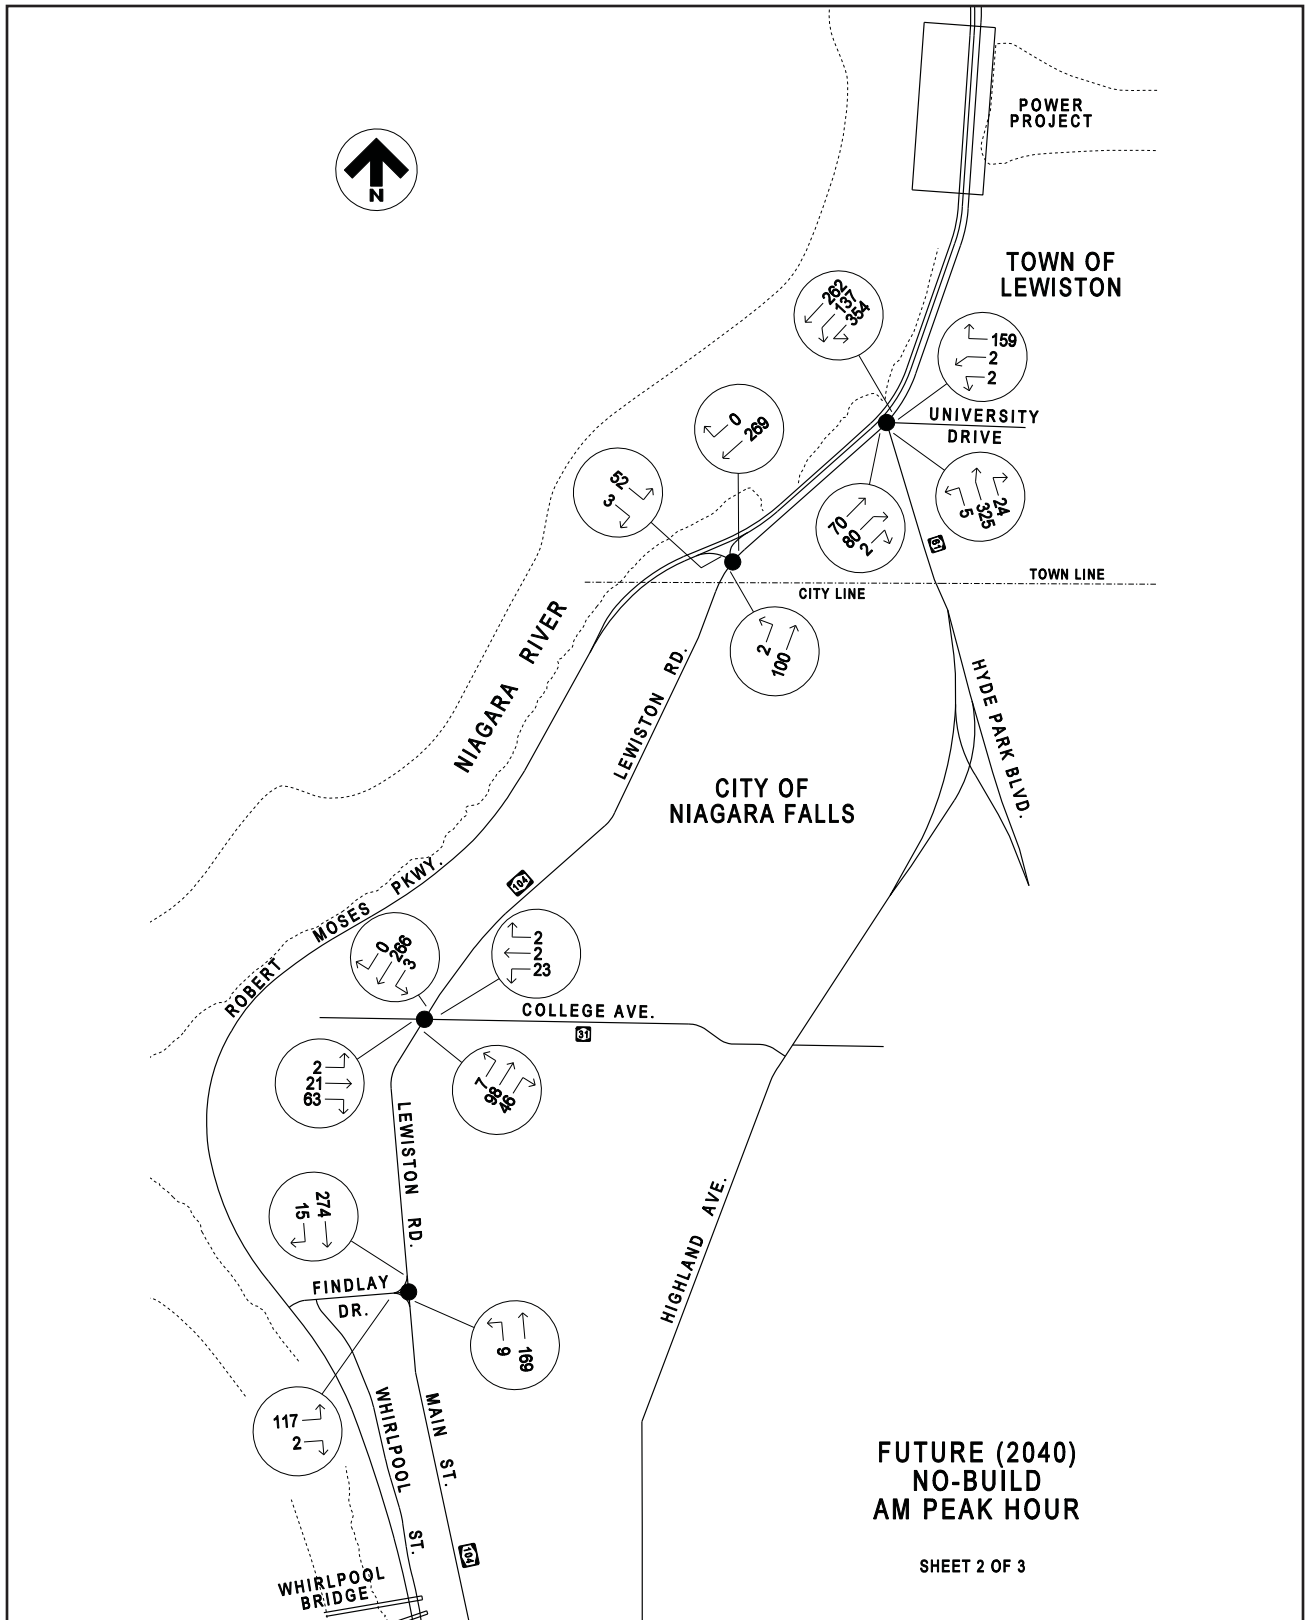 POWER
PROJECT
N
TOWN OF
LEWISTON
262
137
354
159
2
2
UNIVERSITY
DRIVE
0
269
52
3
70
80
2
5
325
24
61
TOWN LINE
CITY LINE
2
100
NIAGARA RIVER
LEWISTON RD.
HYDE PARK BLVD.
CITY OF
NIAGARA FALLS
ROBERT MOSES PKWY.
104
0
266
3
2
2
23
COLLEGE AVE.
31
2
21
63
7
98
46
LEWISTON RD.
HIGHLAND AVE.
15
274
FINDLAY
DR.
9
169
117
2
WHIRLPOOL ST.
MAIN ST.
104
WHIRLPOOL
BRIDGE
FUTURE (2040)
NO-BUILD
AM PEAK HOUR
SHEET 2 OF 3